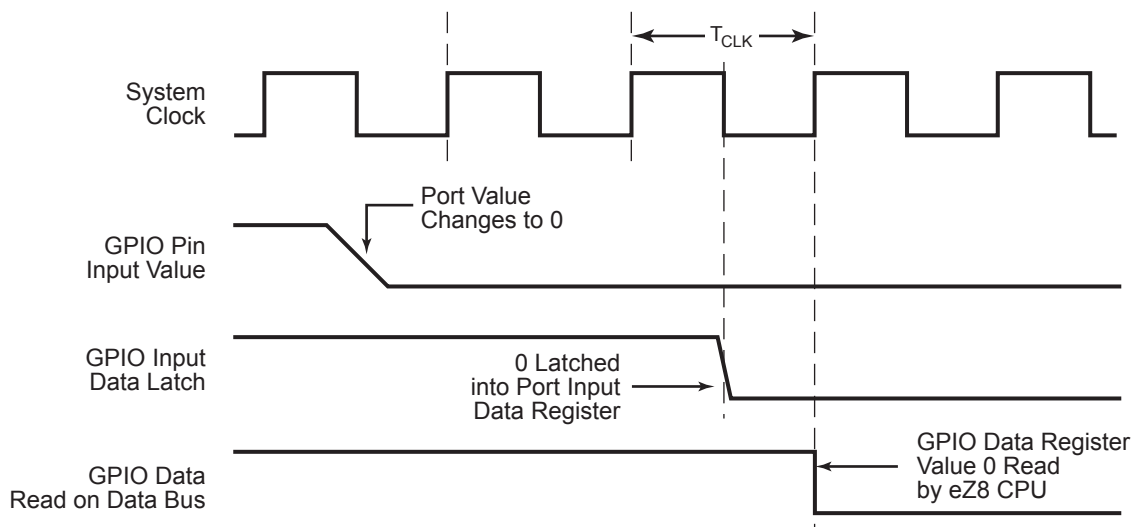 T_CLK
System
Clock
Port Value
Changes to 0
GPIO Pin
Input Value
GPIO Input
Data Latch
0 Latched
into Port Input
Data Register
GPIO Data
Read on Data Bus
GPIO Data Register
Value 0 Read
by eZ8 CPU